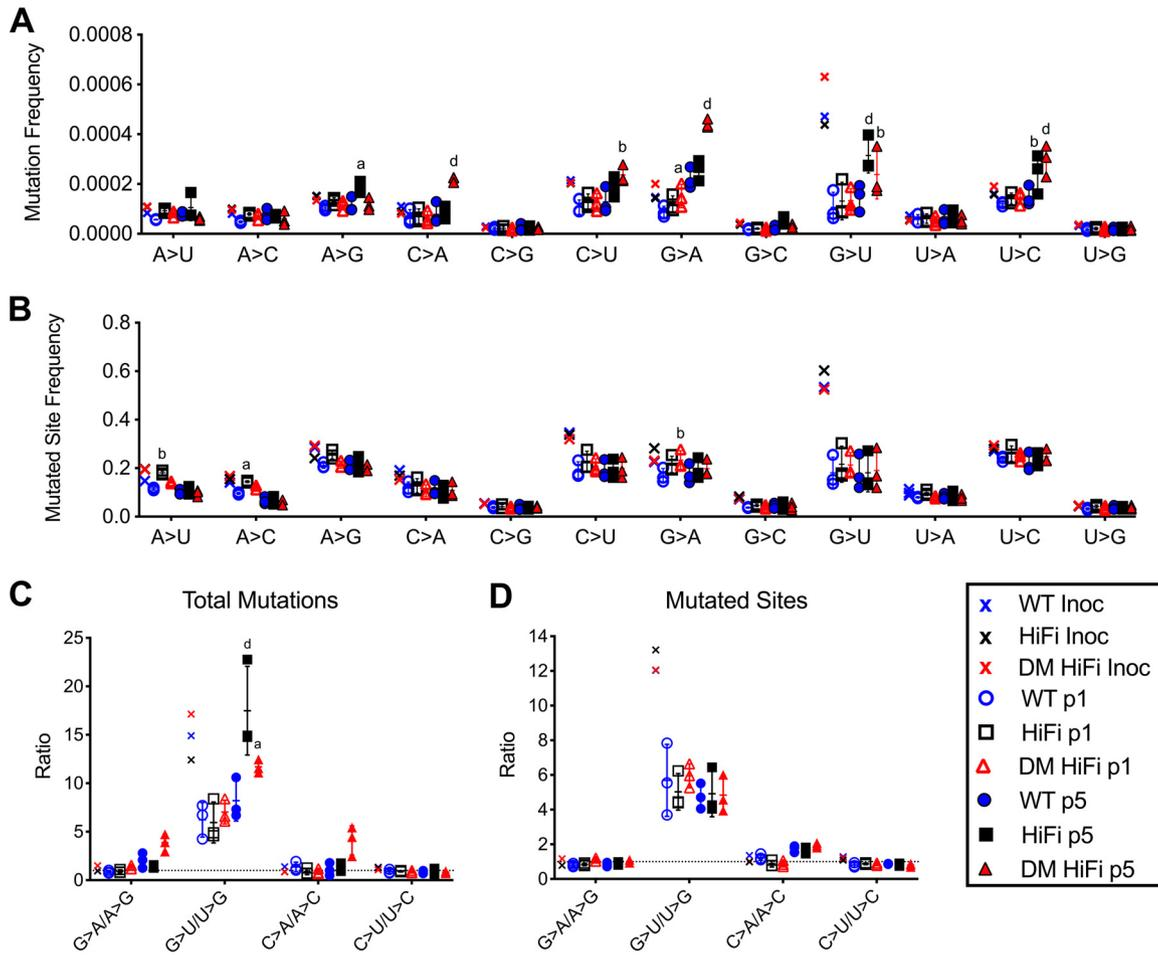 A
Mutation Frequency
0.0008
0.0006
0.0004
0.0002
0.0000
a
d
b
a
d
d
b
b
d
A>U A>C A>G C>A C>G C>U G>A G>C G>U U>A U>C U>G
B
Mutated Site Frequency
0.8
0.6
0.4
0.2
0.0
b
a
b
A>U A>C A>G C>A C>G C>U G>A G>C G>U U>A U>C U>G
C
Total Mutations
Ratio
25
20
15
10
5
0
d
a
G>A/A>G
G>U/U>G
C>A/A>C
C>U/U>C
D
Mutated Sites
Ratio
14
12
10
8
6
4
2
0
G>A/A>G
G>U/U>G
C>A/A>C
C>U/U>C
WT Inoc
HiFi Inoc
DM HiFi Inoc
WT p1
HiFi p1
DM HiFi p1
WT p5
HiFi p5
DM HiFi p5